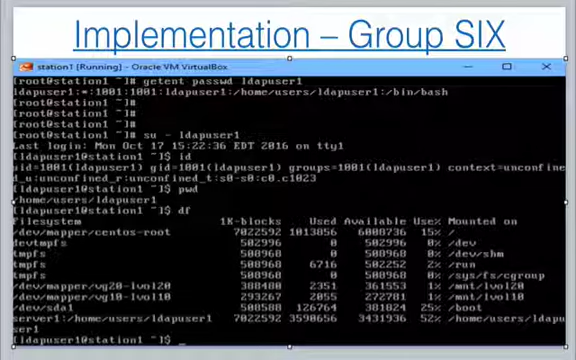 Implementation – Group SIX
station1 [Running] - Oracle VM VirtualBox
[root@station1 ~]# getent passwd ldapuser1
ldapuser1:*:1001:1001:ldapuser1:/home/users/ldapuser1:/bin/bash
[root@station1 ~]#
[root@station1 ~]#
[root@station1 ~]# su - ldapuser1
Last login: Mon Oct 17 15:22:36 EDT 2016 on tty1
[ldapuser1@station1 ~]$ id
uid=1001(ldapuser1) gid=1001(ldapuser1) groups=1001(ldapuser1) context=unconfine
d_u:unconfined_r:unconfined_t:s0-s0:c0.c1023
[ldapuser1@station1 ~]$ pwd
/home/users/ldapuser1
[ldapuser1@station1 ~]$ df
Filesystem 1K-blocks Used Available Use% Mounted on
/dev/mapper/centos-root 7022592 1013856 6008736 15% /
devtmpfs 502996 0 502996 0% /dev
tmpfs 508968 0 508968 0% /dev/shm
tmpfs 508968 6716 502252 2% /run
tmpfs 508968 0 508968 0% /sys/fs/cgroup
/dev/mapper/vg20-lvol20 388480 2351 361553 1% /mnt/lvol20
/dev/mapper/vg10-lvol10 293267 2055 272781 1% /mnt/lvol10
/dev/sda1 508588 126764 381824 25% /boot
server1:/home/users/ldapuser1 7022592 3590656 3431936 52% /home/users/ldapu
ser1
[ldapuser1@station1 ~]$ _